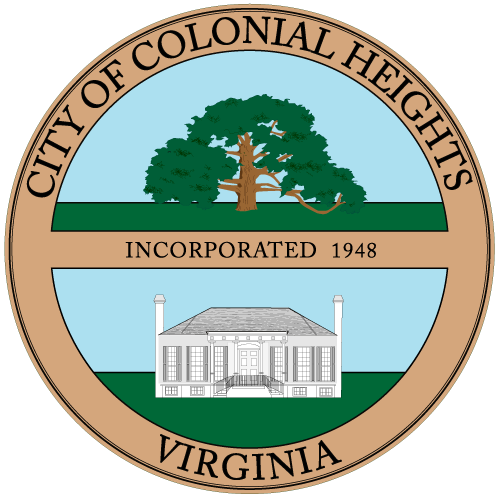 CITY OF COLONIAL HEIGHTS
INCORPORATED 1948
VIRGINIA